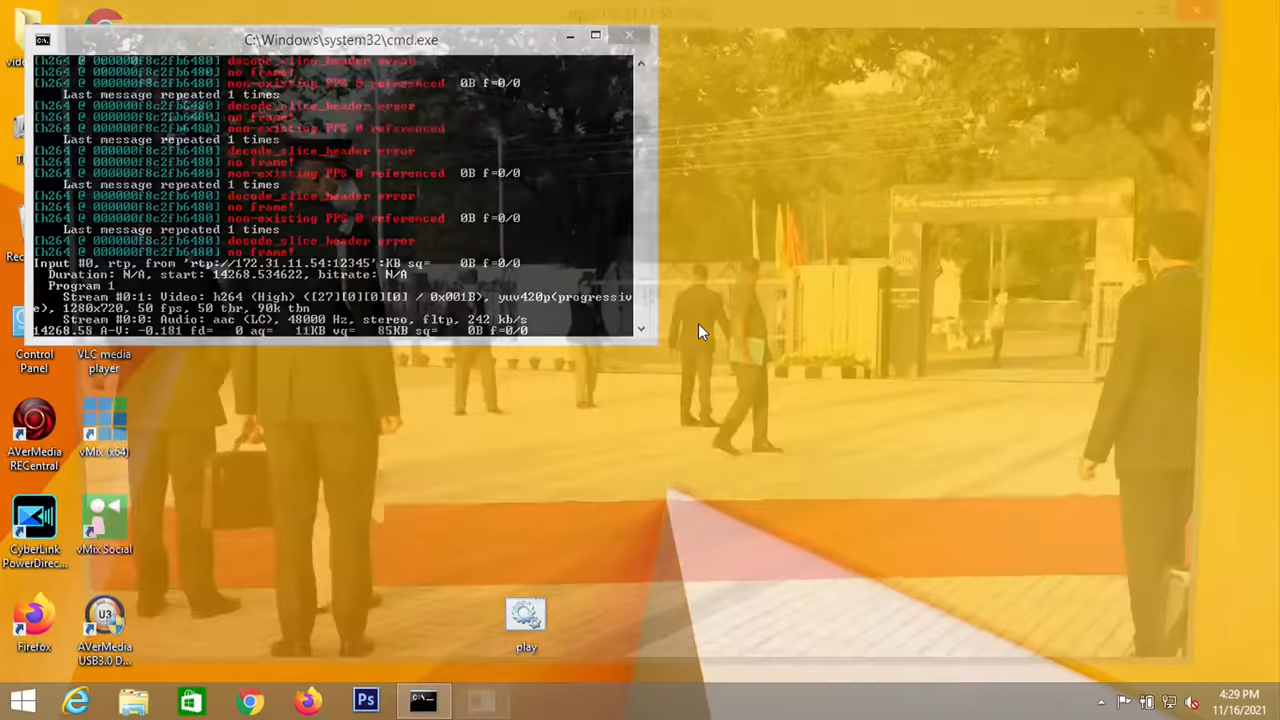 C:\Windows\system32\cmd.exe
[h264 @ 000000f8c2fb6480] decode_slice_header error
[h264 @ 000000f8c2fb6480] no frame!
[h264 @ 000000f8c2fb6480] non-existing PPS 0 referenced 0B f=0/0
Last message repeated 1 times
[h264 @ 000000f8c2fb6480] decode_slice_header error
[h264 @ 000000f8c2fb6480] no frame!
[h264 @ 000000f8c2fb6480] non-existing PPS 0 referenced
Last message repeated 1 times
[h264 @ 000000f8c2fb6480] decode_slice_header error
[h264 @ 000000f8c2fb6480] no frame!
[h264 @ 000000f8c2fb6480] non-existing PPS 0 referenced 0B f=0/0
Last message repeated 1 times
[h264 @ 000000f8c2fb6480] decode_slice_header error
[h264 @ 000000f8c2fb6480] no frame!
[h264 @ 000000f8c2fb6480] non-existing PPS 0 referenced 0B f=0/0
Last message repeated 1 times
[h264 @ 000000f8c2fb6480] decode_slice_header error
[h264 @ 000000f8c2fb6480] no frame!
Input #0, rtp, from 'rtp://172.31.11.54:12345':KB sq= 0B f=0/0
Duration: N/A, start: 14268.534622, bitrate: N/A
Program 1
Stream #0:1: Video: h264 (High) ([27][0][0][0] / 0x001B), yuv420p(progressiv
e), 1280x720, 50 fps, 50 tbr, 90k tbn
Stream #0:0: Audio: aac (LC), 48000 Hz, stereo, fltp, 242 kb/s
14268.58 A-V: -0.181 fd= 0 aq= 11KB vq= 85KB sq= 0B f=0/0
Control
Panel
VLC media
player
AVerMedia
RECentral
vMix (x64)
CyberLink
PowerDirec...
vMix Social
Firefox
AVerMedia
USB3.0 D...
play
4:29 PM
11/16/2021